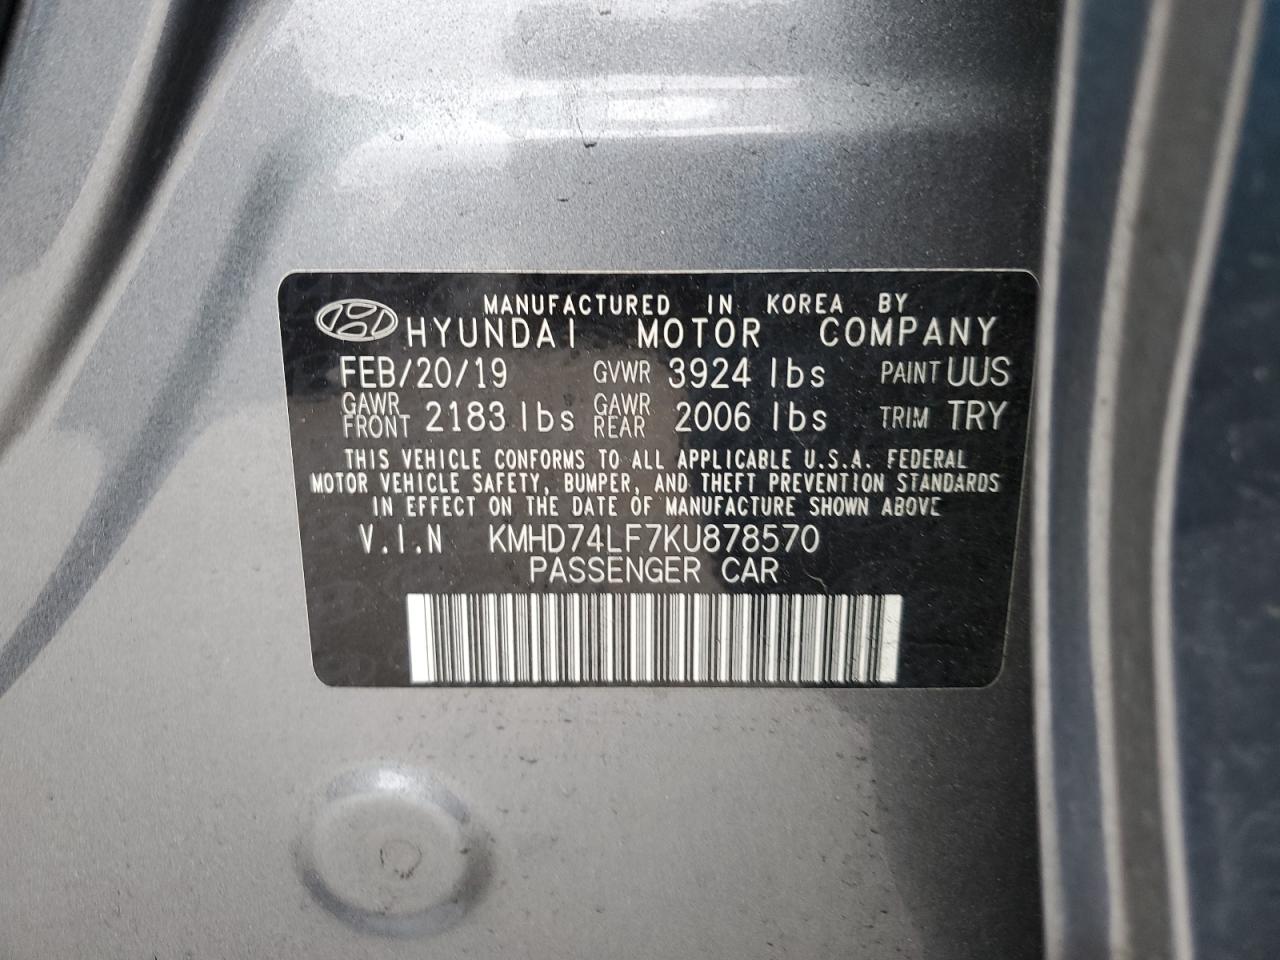 MANUFACTURED IN KOREA BY
HYUNDAI MOTOR COMPANY
FEB/20/19 GVWR 3924 lbs PAINT UUS
GAWR FRONT 2183 lbs GAWR REAR 2006 lbs TRIM TRY
THIS VEHICLE CONFORMS TO ALL APPLICABLE U.S.A. FEDERAL
MOTOR VEHICLE SAFETY, BUMPER, AND THEFT PREVENTION STANDARDS
IN EFFECT ON THE DATE OF MANUFACTURE SHOWN ABOVE
V.I.N KMHD74LF7KU878570
PASSENGER CAR